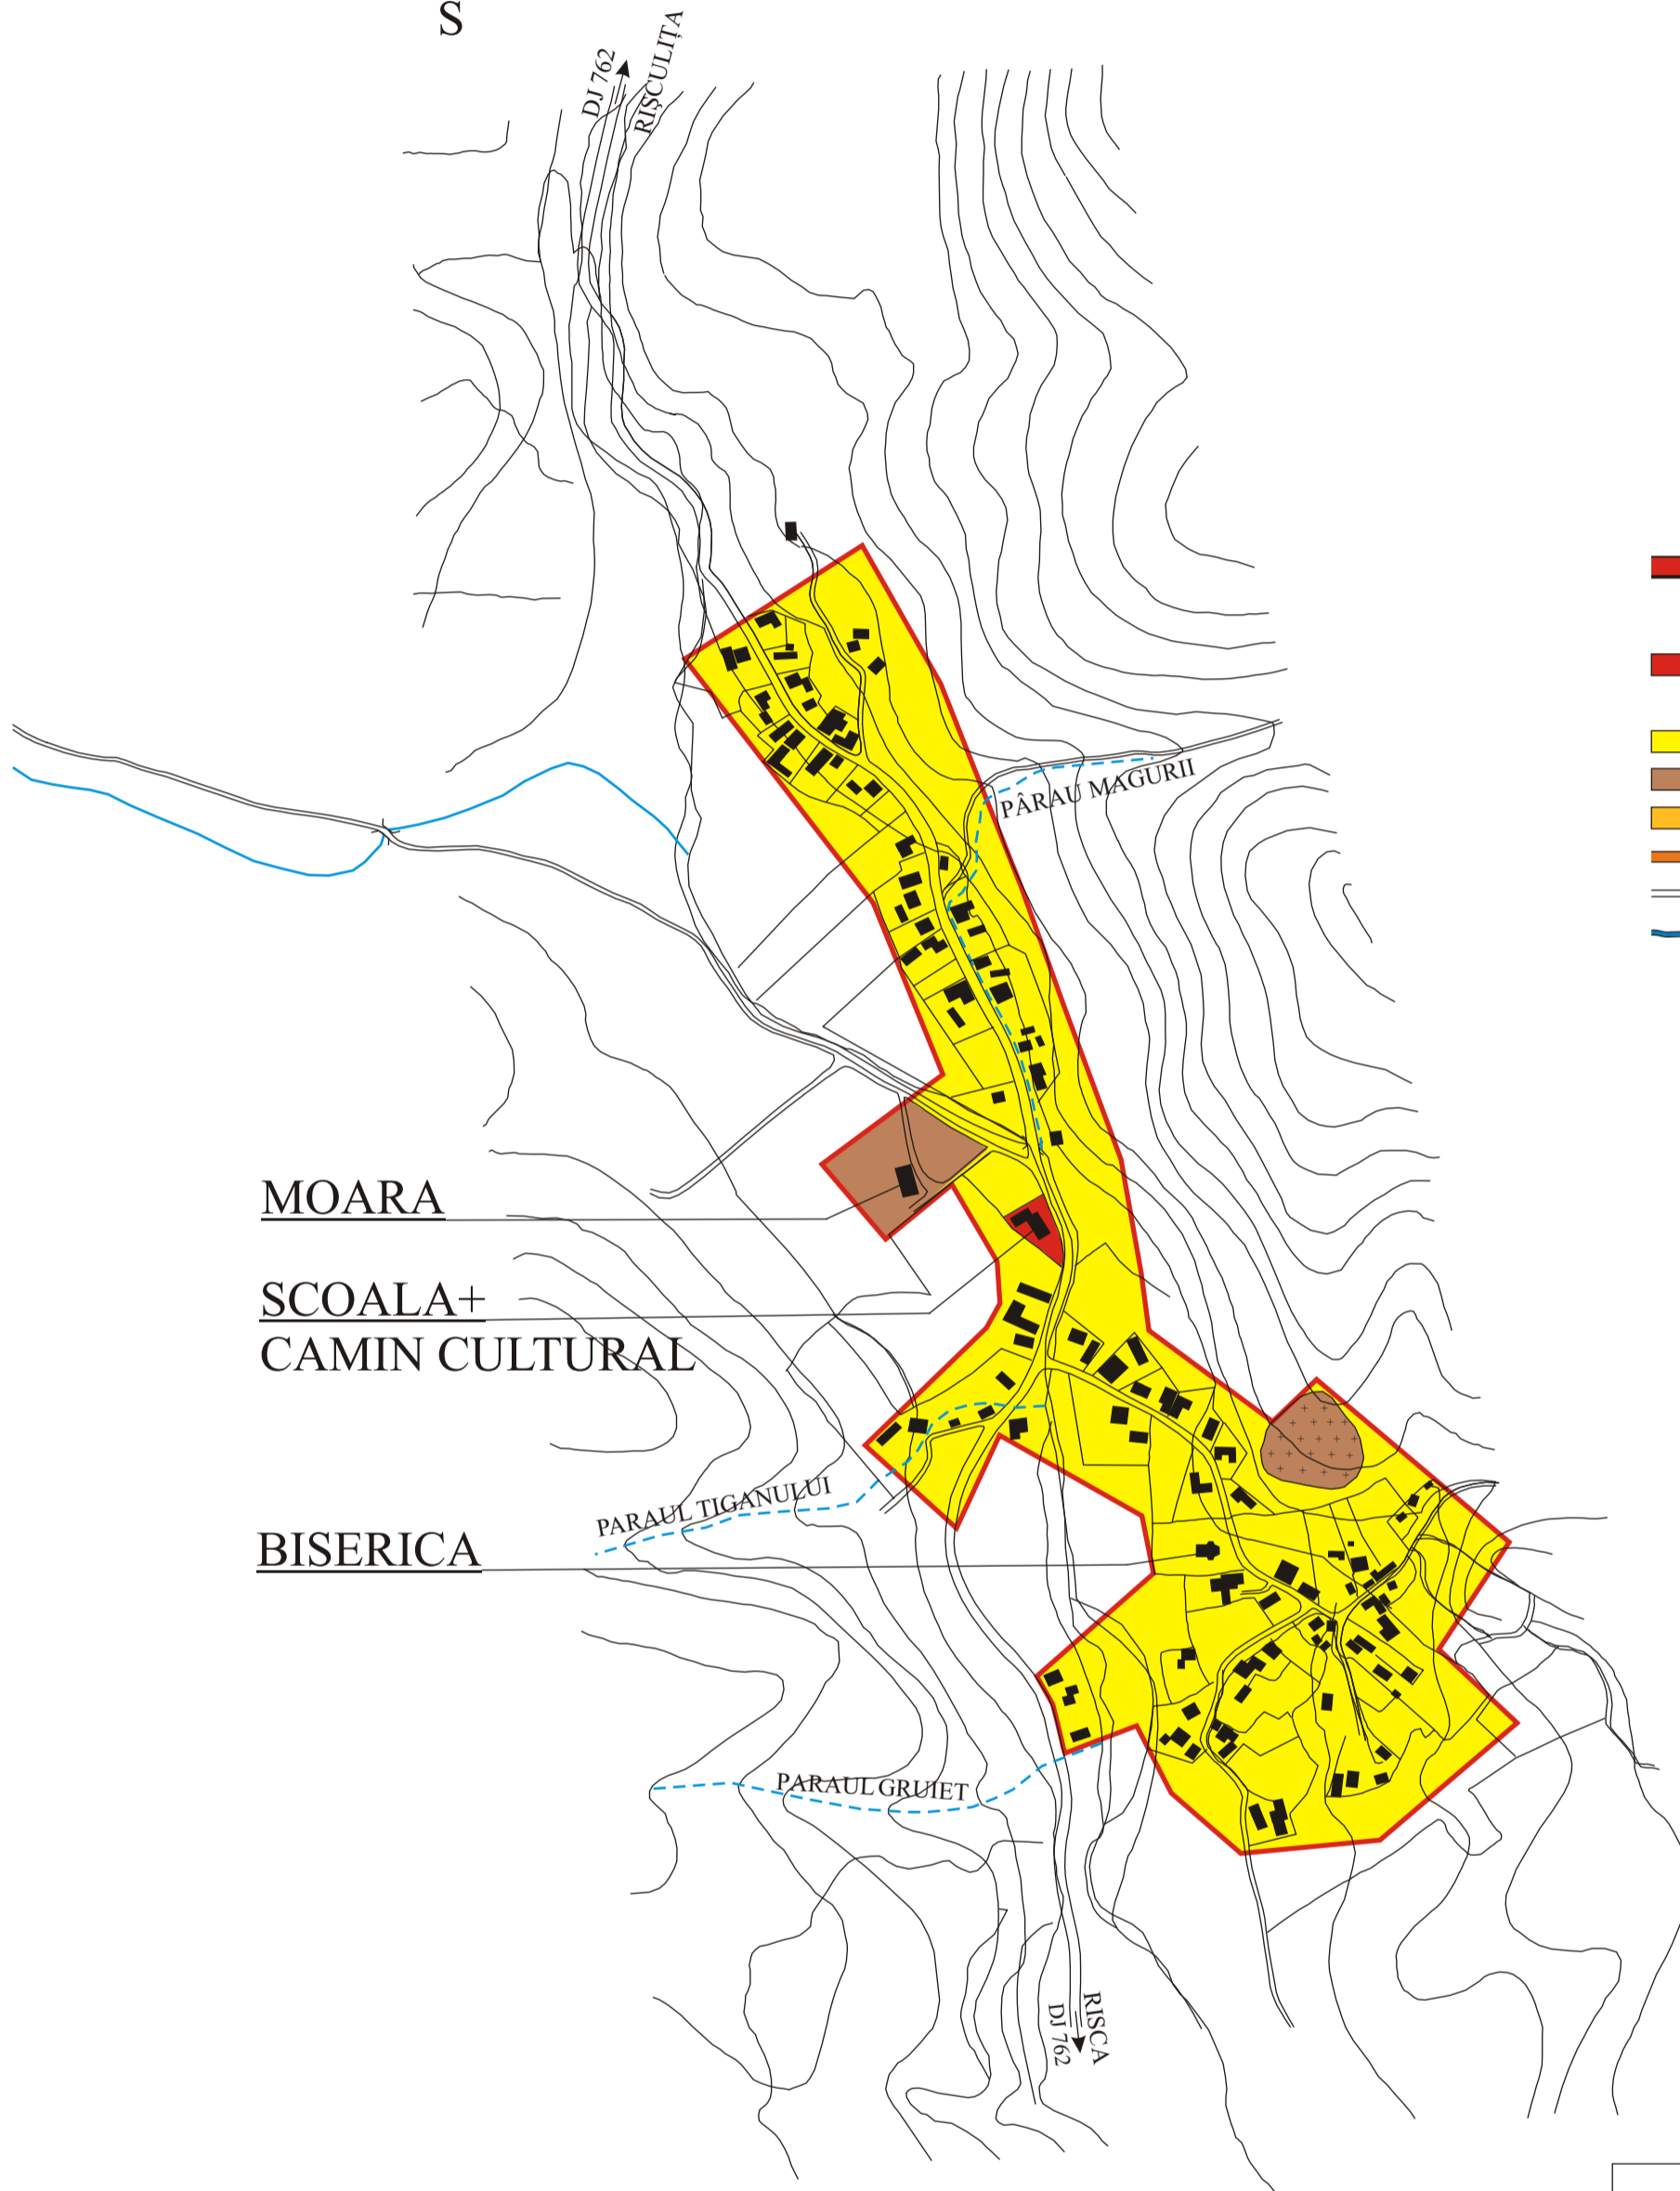 S
DJ 762
RIȘCULIȚA
PÂRAU MAGURII
MOARA
SCOALA+
CAMIN CULTURAL
PARAUL TIGANULUI
BISERICA
PARAUL GRUIET
RISCA
DJ 762